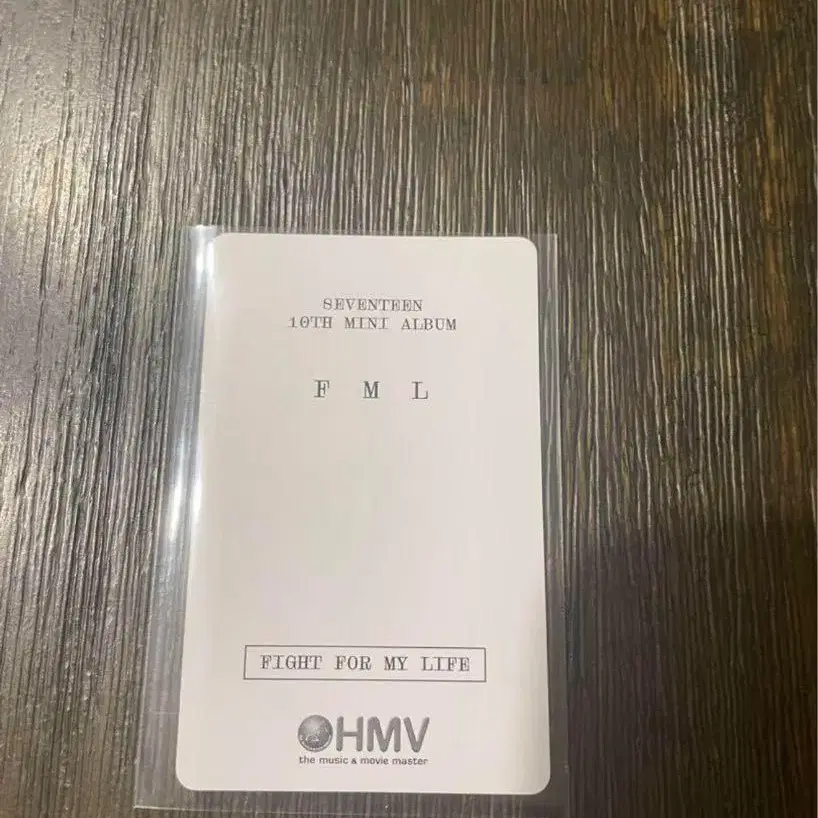 SEVENTEEN
10TH MINI ALBUM
F M L
FIGHT FOR MY LIFE
HMV
the music & movie master